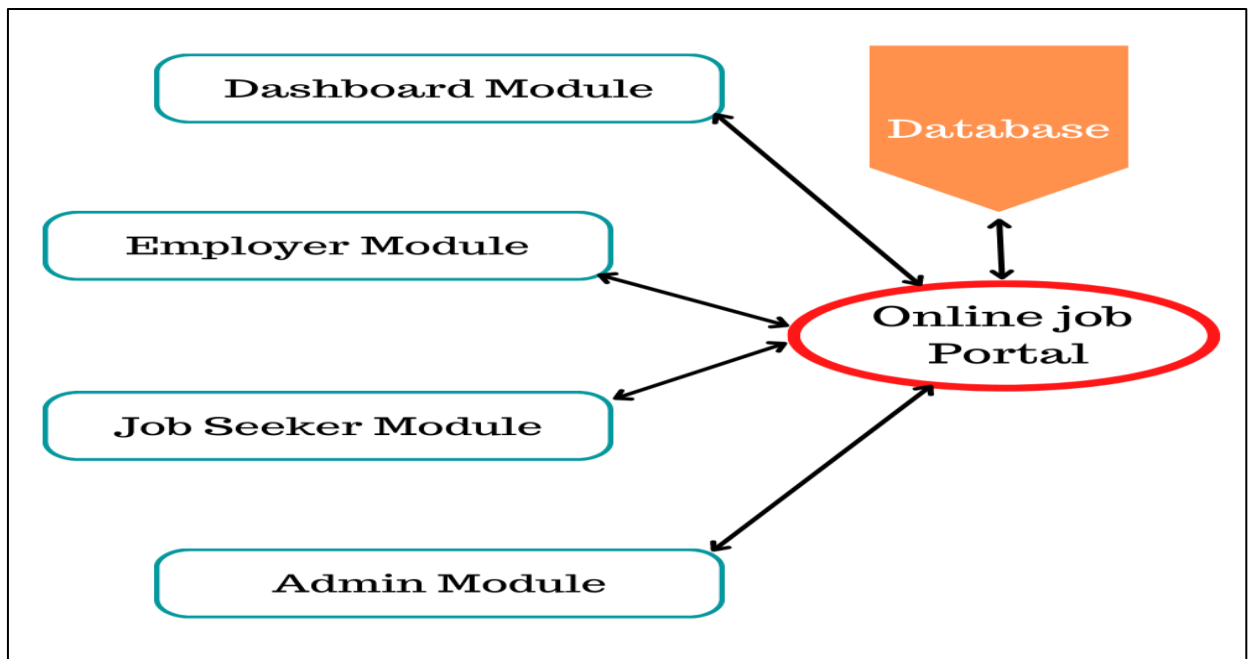 Dashboard Module
Database
Employer Module
Online job
Portal
Job Seeker Module
Admin Module